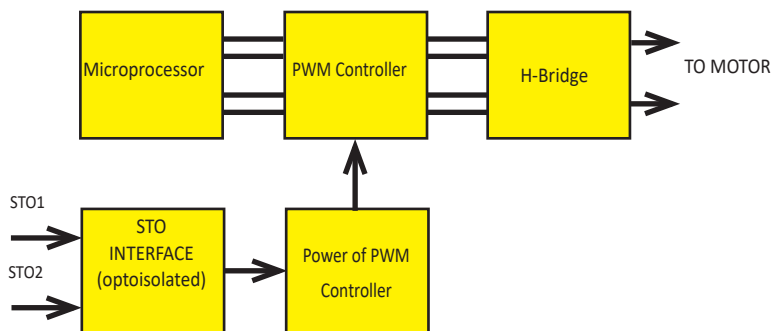 Microprocessor
PWM Controller
H-Bridge
TO MOTOR
STO1
STO2
STO
INTERFACE
(optoisolated)
Power of PWM
Controller